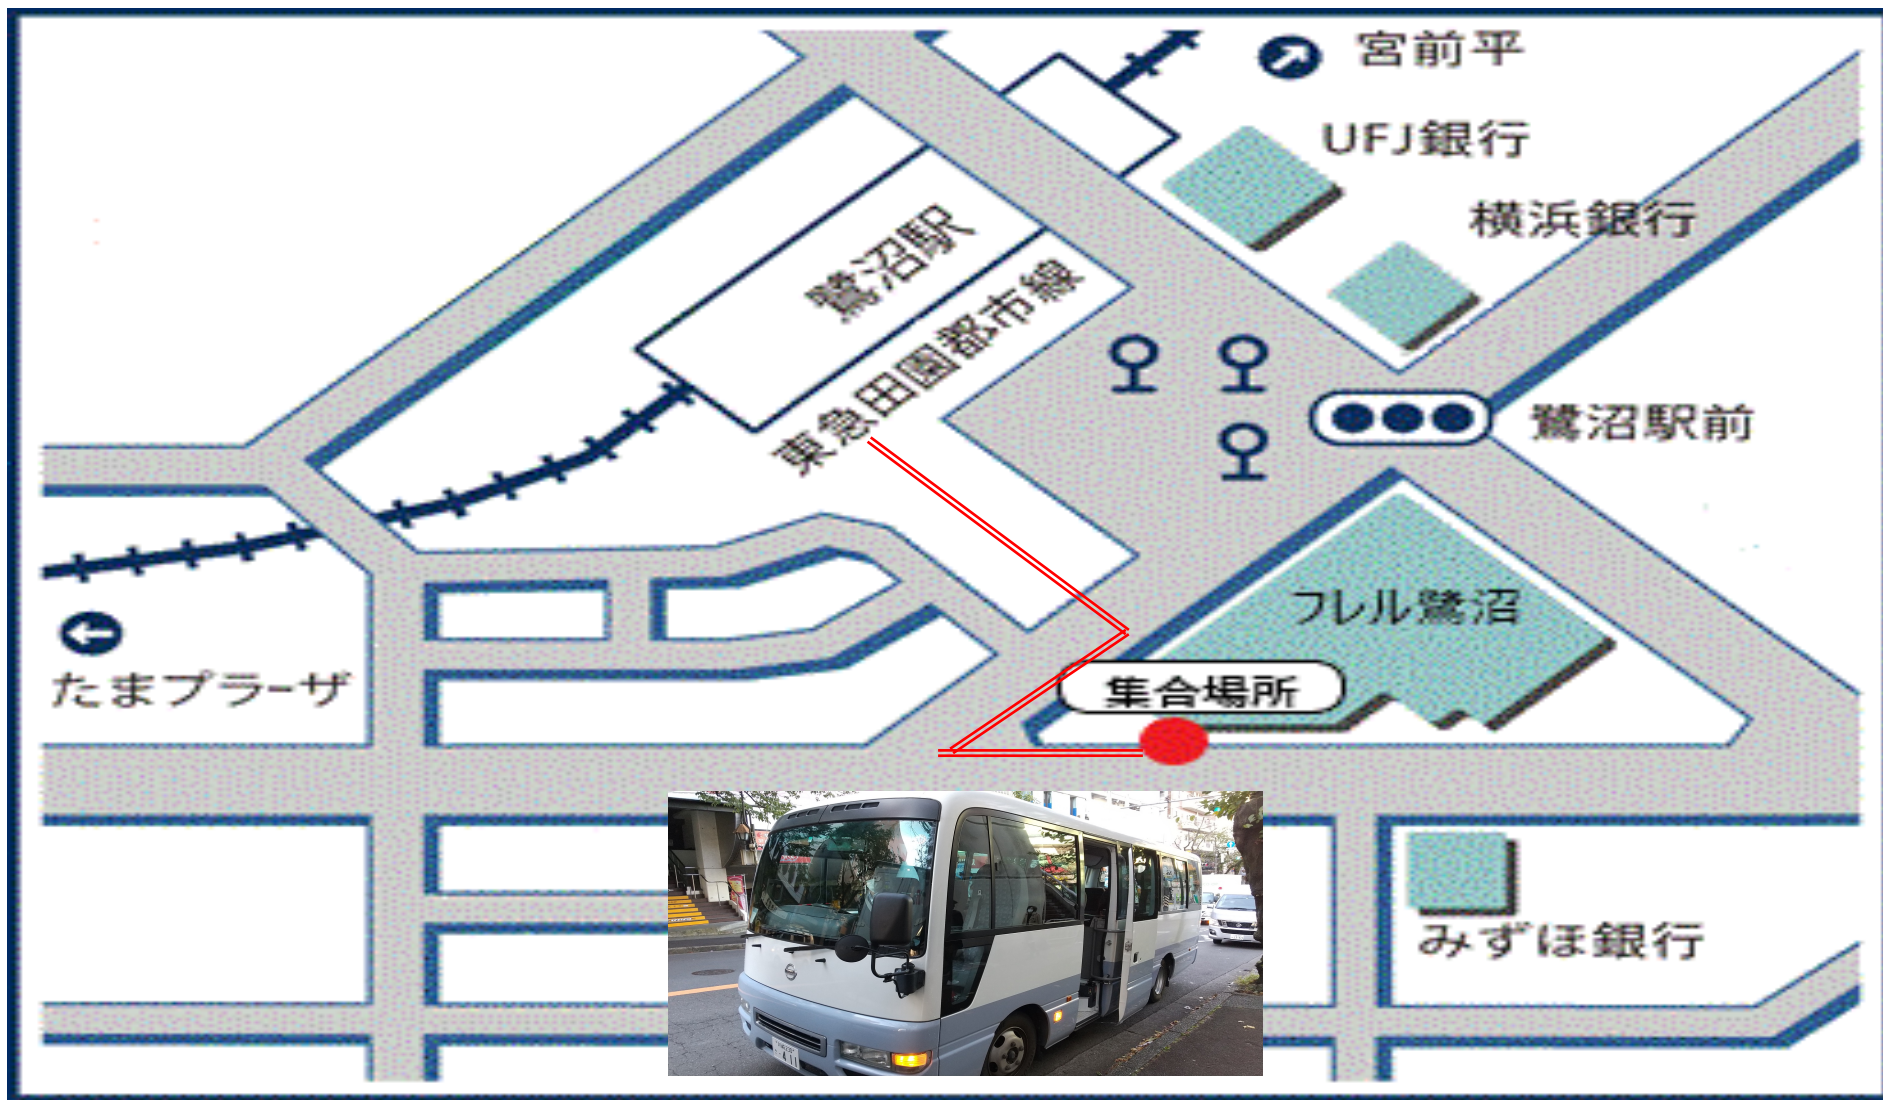 宮前平
UFJ銀行
横浜銀行
鷺沼駅
東急田園都市線
鷺沼駅前
フレル鷺沼
たまプラーザ
集合場所
みずほ銀行
411